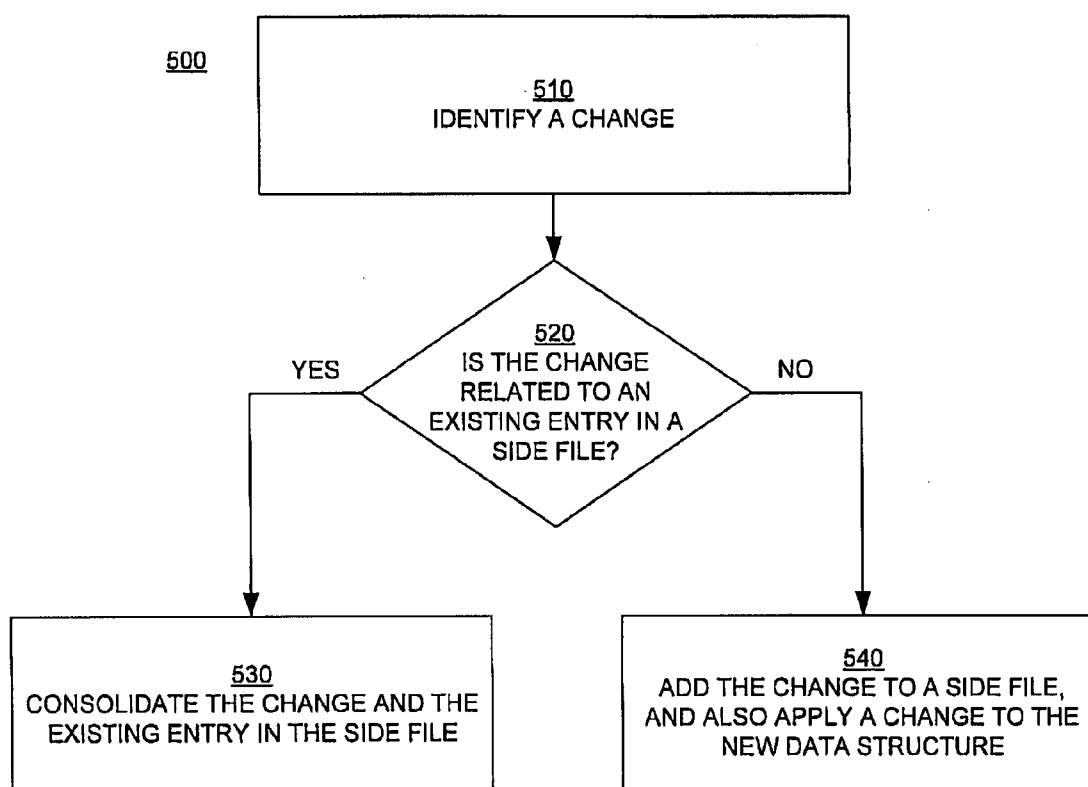 500
510
IDENTIFY A CHANGE
520
IS THE CHANGE
RELATED TO AN
EXISTING ENTRY IN A
SIDE FILE?
YES
NO
530
CONSOLIDATE THE CHANGE AND THE
EXISTING ENTRY IN THE SIDE FILE
540
ADD THE CHANGE TO A SIDE FILE,
AND ALSO APPLY A CHANGE TO THE
NEW DATA STRUCTURE